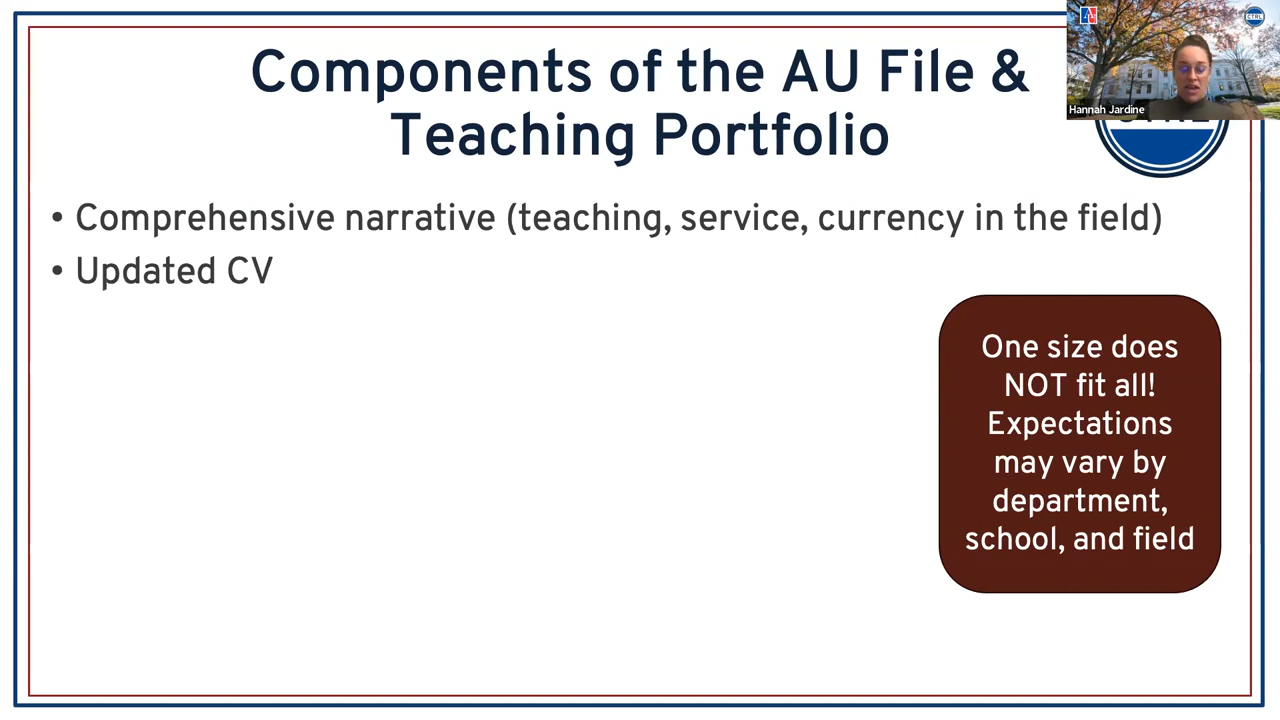 Components of the AU File &
Teaching Portfolio
Hannah Jardine
• Comprehensive narrative (teaching, service, currency in the field)
• Updated CV
One size does
NOT fit all!
Expectations
may vary by
department,
school, and field